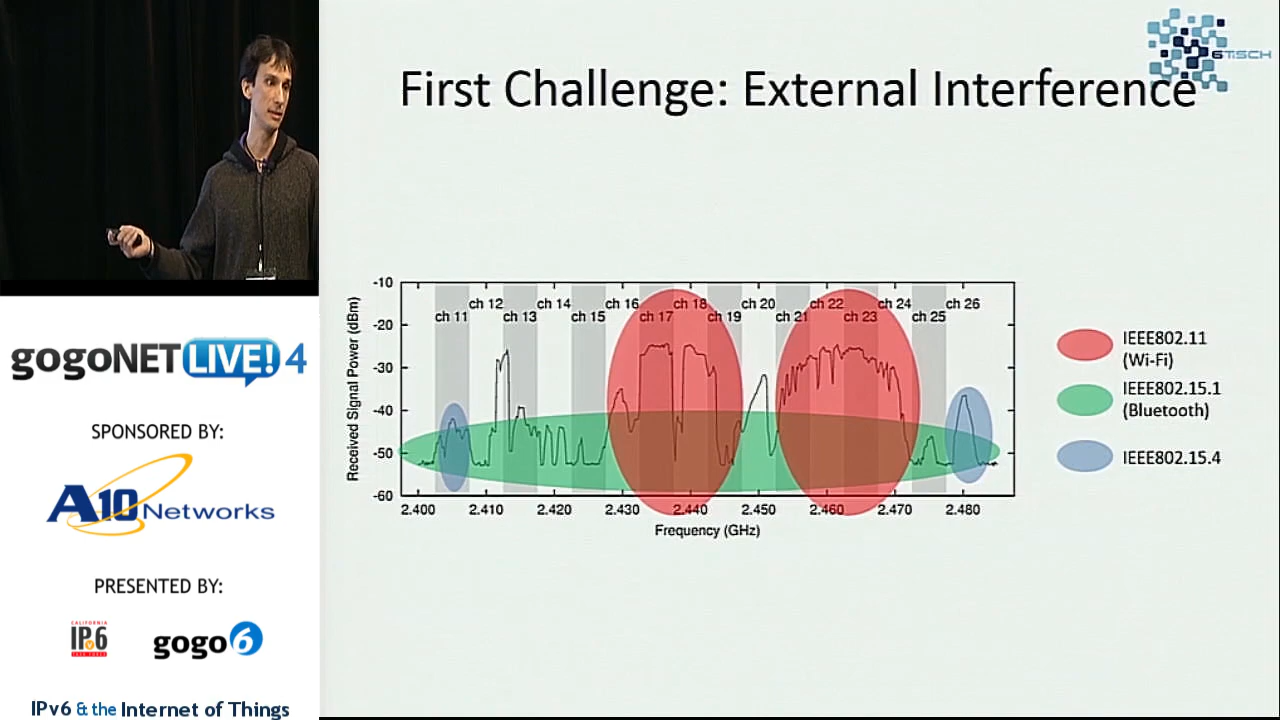 6TiSCH
First Challenge: External Interference
-10
-20
-30
-40
-50
-60
Received Signal Power (dBm)
ch 11
ch 12
ch 13
ch 14
ch 15
ch 16
ch 17
ch 18
ch 19
ch 20
ch 21
ch 22
ch 23
ch 24
ch 25
ch 26
2.400 2.410 2.420 2.430 2.440 2.450 2.460 2.470 2.480
Frequency (GHz)
IEEE802.11
(Wi-Fi)
IEEE802.15.1
(Bluetooth)
IEEE802.15.4
gogoNET LIVE! 4
SPONSORED BY:
A10 Networks
PRESENTED BY:
CALIFORNIA
IPv6
TASK FORCE
gogo6
IPv6 & the Internet of Things